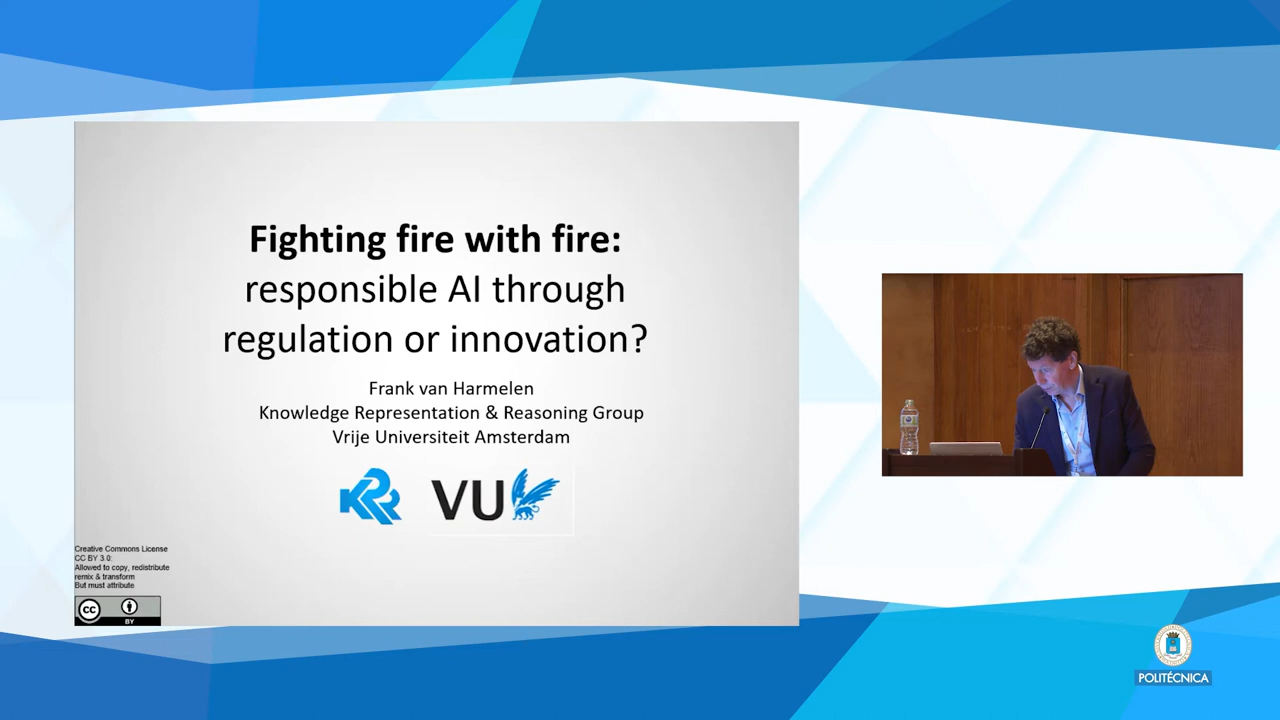 Fighting fire with fire:
responsible AI through
regulation or innovation?
Frank van Harmelen
Knowledge Representation & Reasoning Group
Vrije Universiteit Amsterdam
KRR
VU
Creative Commons License
CC BY 3.0:
Allowed to copy, redistribute
remix & transform
But must attribute
cc
BY
POLITÉCNICA